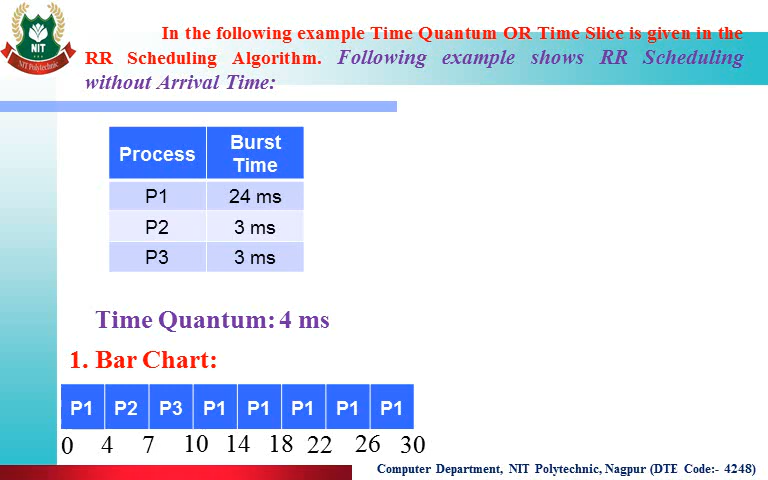 In the following example Time Quantum OR Time Slice is given in the
RR Scheduling Algorithm. Following example shows RR Scheduling
without Arrival Time:
NIT
NIT Polytechnic
Process Burst Time
P1 24 ms
P2 3 ms
P3 3 ms
Time Quantum: 4 ms
1. Bar Chart:
P1 P2 P3 P1 P1 P1 P1 P1
0 4 7 10 14 18 22 26 30
Computer Department, NIT Polytechnic, Nagpur (DTE Code:- 4248)